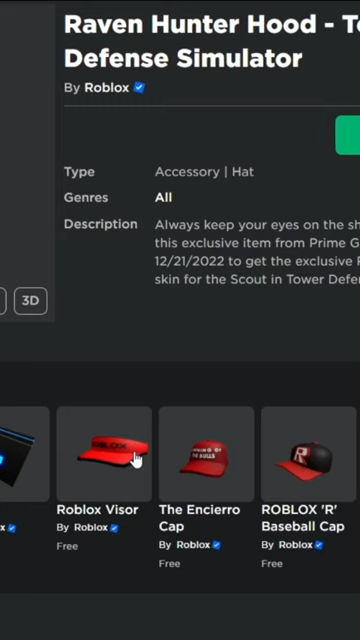 Raven Hunter Hood - T
Defense Simulator
By Roblox
Type Accessory | Hat
Genres All
Description Always keep your eyes on the sh
this exclusive item from Prime G
12/21/2022 to get the exclusive
skin for the Scout in Tower Defe
3D
ROBLOX
R
Roblox Visor
The Encierro
Cap
ROBLOX 'R'
Baseball Cap
By Roblox
By Roblox
By Roblox
Free
Free
Free